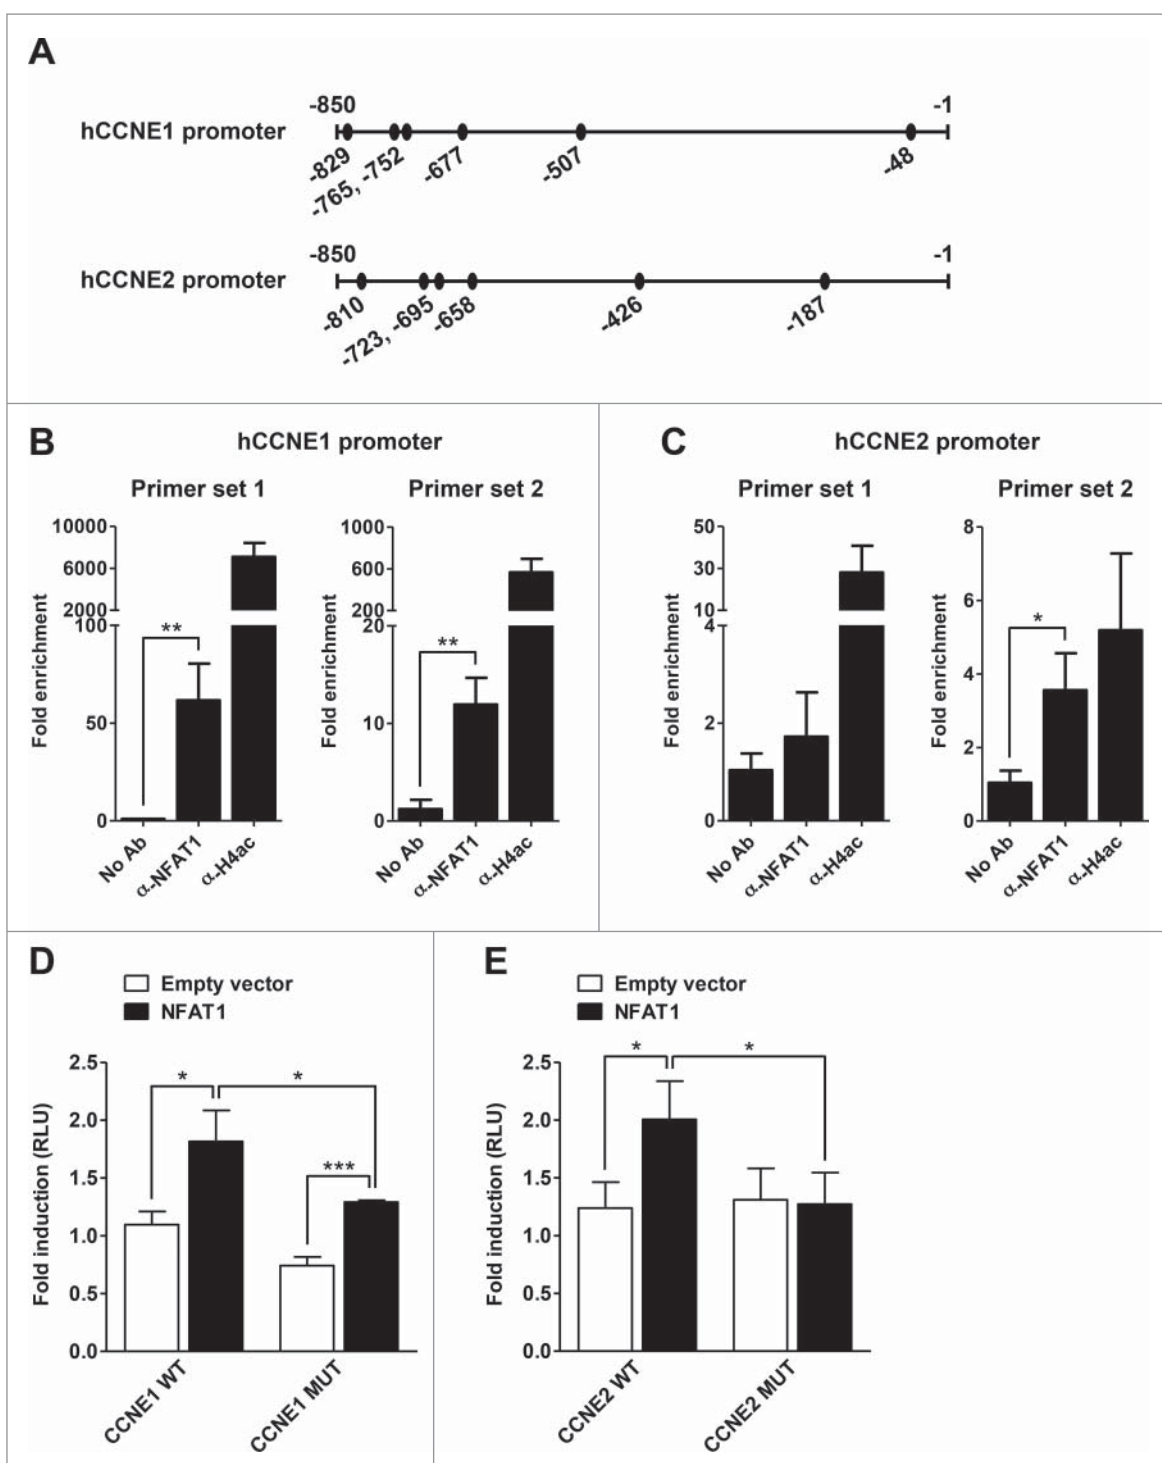 A
-850 -1
hCCNE1 promoter
-829
-765, -752
-677
-507
-48
-850 -1
hCCNE2 promoter
-810
-723, -695
-658
-426
-187
B
hCCNE1 promoter
Primer set 1
10000
6000
2000
100
50
0
Fold enrichment
**
No Ab
α-NFAT1
α-H4ac
Primer set 2
1000
600
200
20
10
0
Fold enrichment
**
No Ab
α-NFAT1
α-H4ac
C
hCCNE2 promoter
Primer set 1
50
30
10
4
2
0
Fold enrichment
No Ab
α-NFAT1
α-H4ac
Primer set 2
8
6
4
2
0
Fold enrichment
*
No Ab
α-NFAT1
α-H4ac
D
Empty vector
NFAT1
2.5
2.0
1.5
1.0
0.5
0.0
Fold induction (RLU)
* *
***
CCNE1 WT
CCNE1 MUT
E
Empty vector
NFAT1
2.5
2.0
1.5
1.0
0.5
0.0
Fold induction (RLU)
* *
CCNE2 WT
CCNE2 MUT